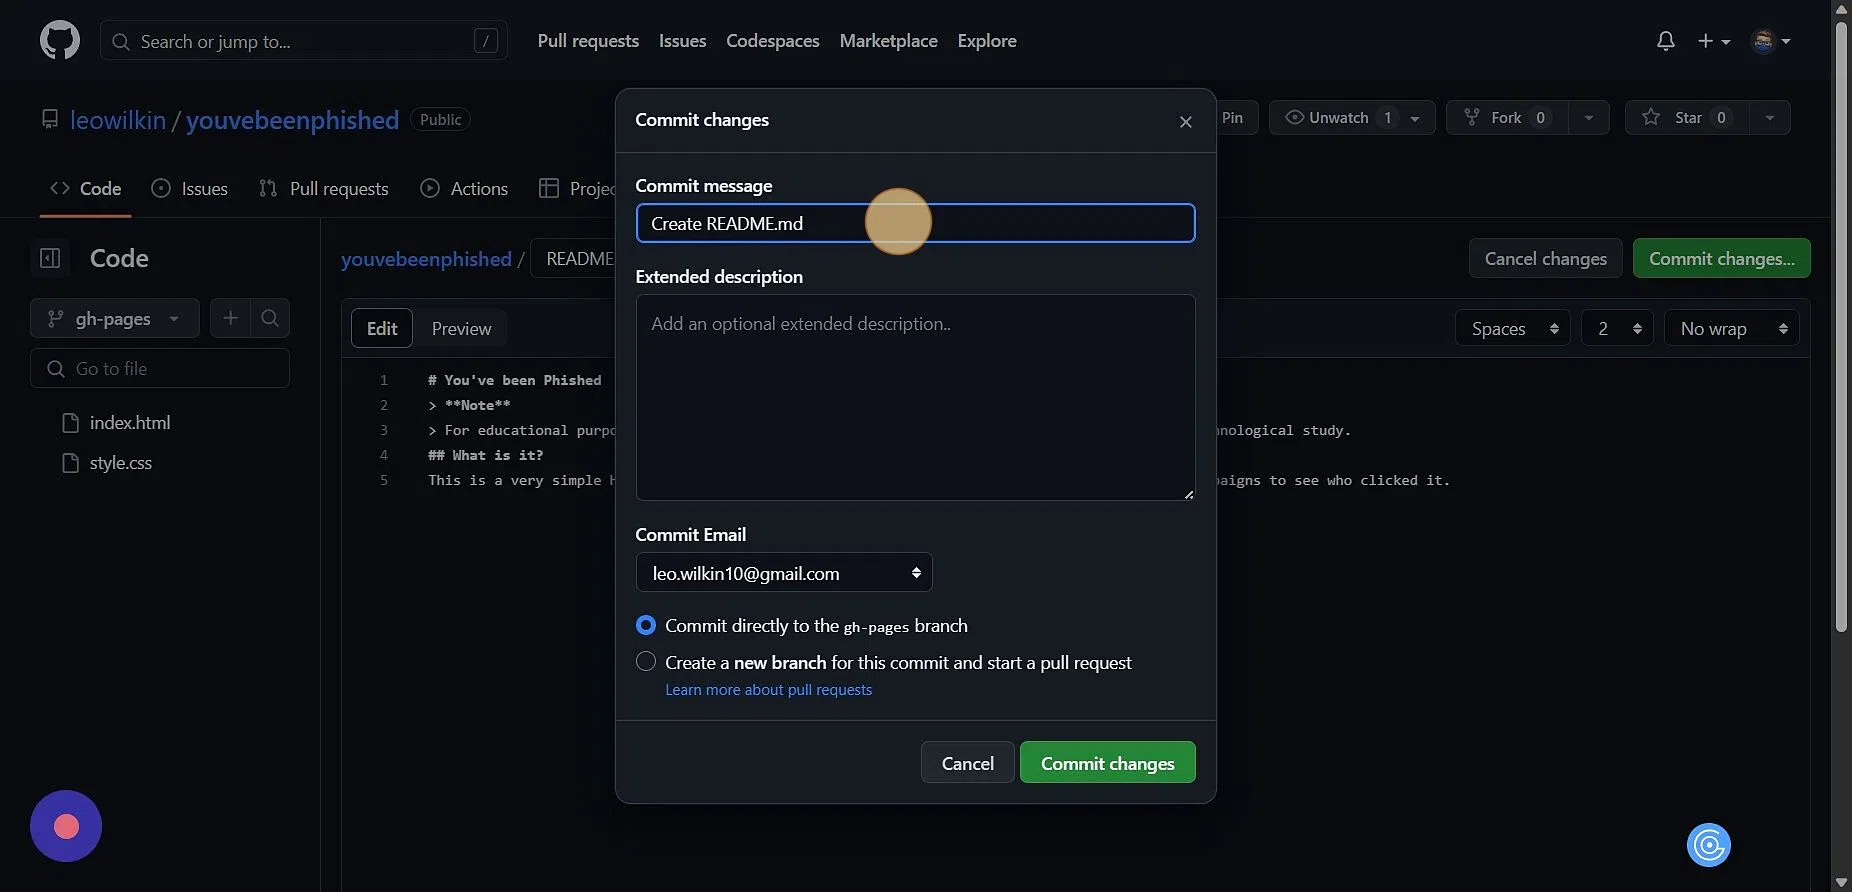 Search or jump to... /
Pull requests Issues Codespaces Marketplace Explore
leowilkin / youvebeenphished Public
Pin Unwatch 1 Fork 0 Star 0
Code Issues Pull requests Actions
Commit changes
Commit message
Create README.md
Extended description
Add an optional extended description..
Commit Email
leo.wilkin10@gmail.com
Commit directly to the gh-pages branch
Create a new branch for this commit and start a pull request
Learn more about pull requests
Cancel Commit changes
Code
gh-pages
Go to file
index.html
style.css
youvebeenphished / README
Cancel changes Commit changes...
Edit Preview
Spaces 2 No wrap
1 # You've been Phished
2 > **Note**
3 > For educational study.
4 ## What is it?
5 This is a very simple to see who clicked it.